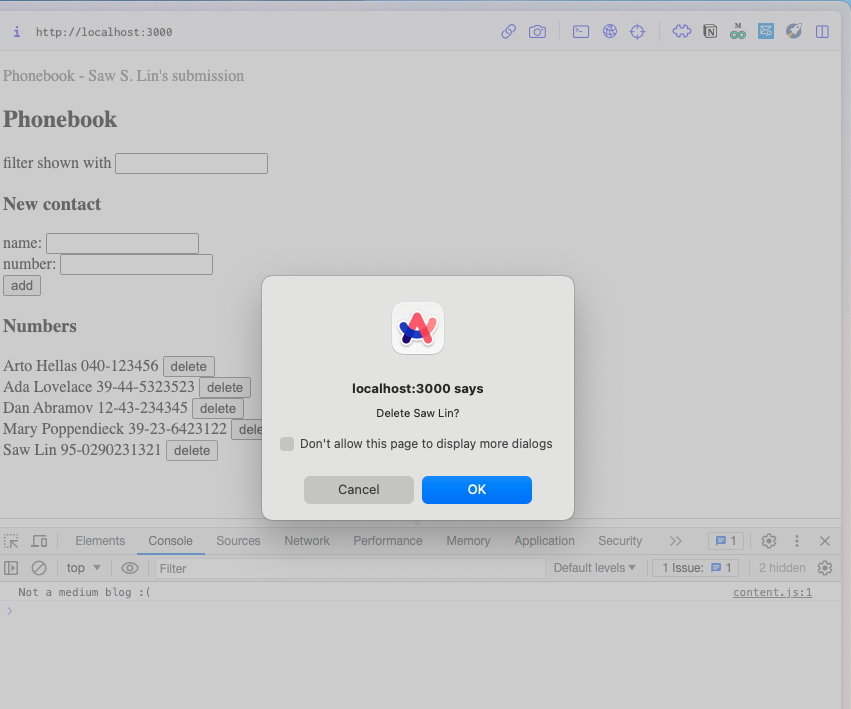 http://localhost:3000
M
Phonebook - Saw S. Lin's submission
Phonebook
filter shown with
New contact
name:
number:
add
Numbers
Arto Hellas 040-123456 delete
Ada Lovelace 39-44-5323523 delete
Dan Abramov 12-43-234345 delete
Mary Poppendieck 39-23-6423122 dele
Saw Lin 95-0290231321 delete
localhost:3000 says
Delete Saw Lin?
Don't allow this page to display more dialogs
Cancel OK
Elements Console Sources Network Performance Memory Application Security 1
top Filter Default levels 1 Issue: 1 2 hidden
Not a medium blog :( content.js:1